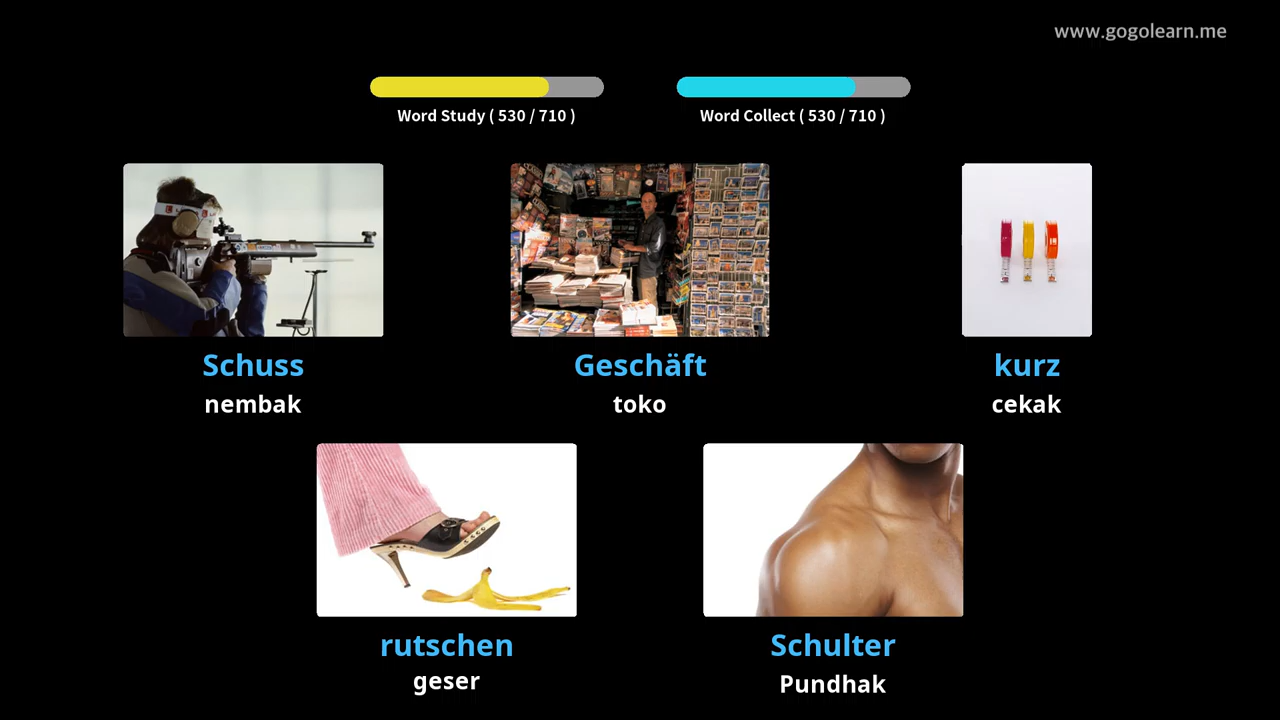 www.gogolearn.me
Word Study ( 530 / 710 )
Word Collect ( 530 / 710 )
Schuss
nembak
Geschäft
toko
kurz
cekak
rutschen
geser
Schulter
Pundhak